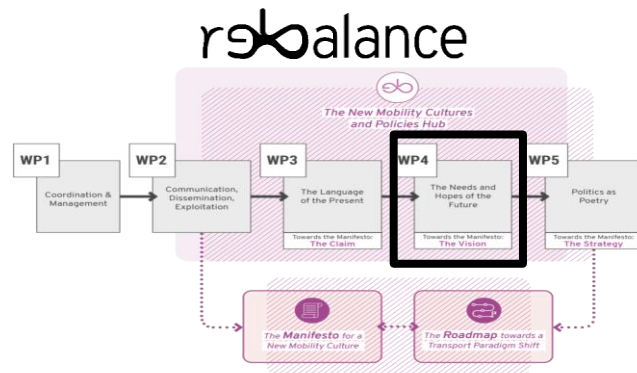 rebalance
The New Mobility Cultures
and Policies Hub
WP1
Coordination &
Management
WP2
Communication,
Dissemination,
Exploitation
WP3
The Language
of the Present
Towards the Manifesto:
The Claim
WP4
The Needs and
Hopes of the
Future
Towards the Manifesto:
The Vision
WP5
Politics as
Poetry
Towards the Manifesto:
The Strategy
The Manifesto for a
New Mobility Culture
The Roadmap towards a
Transport Paradigm Shift